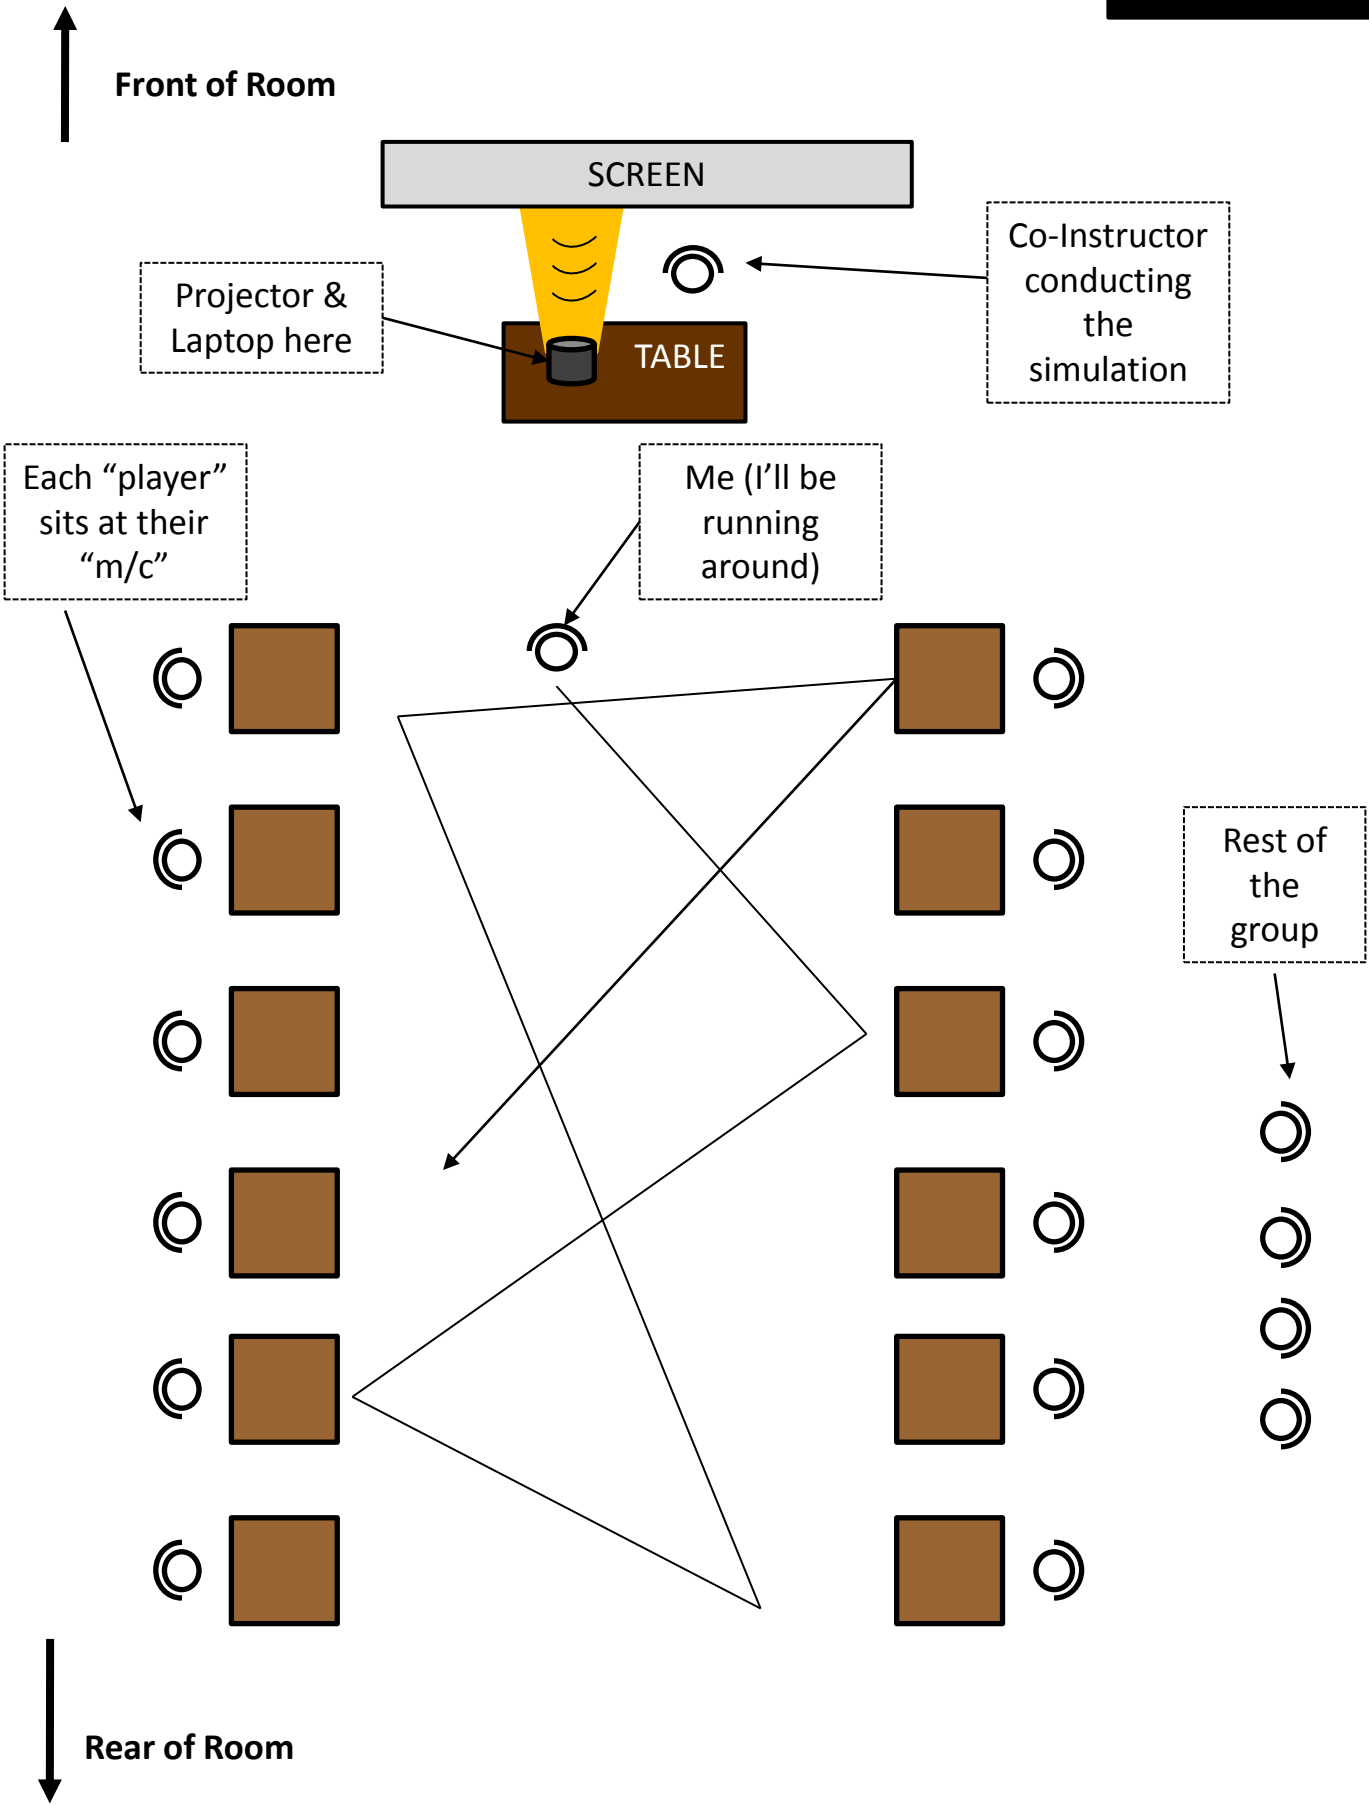 Front of Room
SCREEN
Co-Instructor
conducting
the
simulation
Projector &
Laptop here
TABLE
Each “player”
sits at their
“m/c”
Me (I’ll be
running
around)
Rest of
the
group
Rear of Room